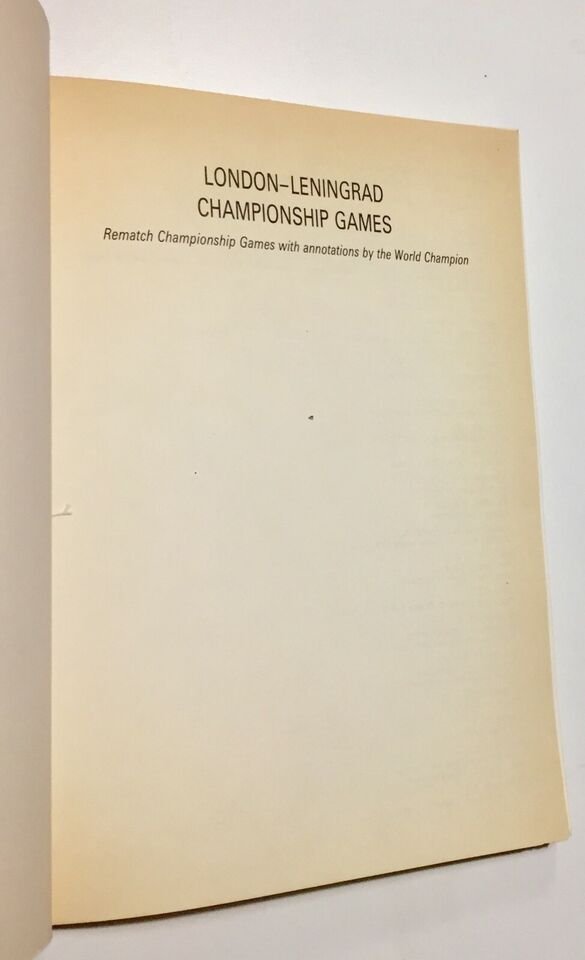 LONDON–LENINGRAD
CHAMPIONSHIP GAMES
Rematch Championship Games with annotations by the World Champion